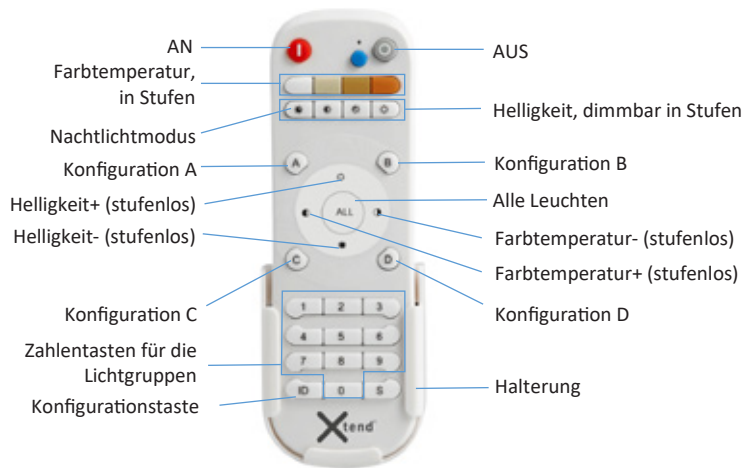 AN
AUS
Farbtemperatur,
in Stufen
Helligkeit, dimmbar in Stufen
Nachtlichtmodus
Konfiguration A
A
B
Konfiguration B
Helligkeit+ (stufenlos)
Alle Leuchten
ALL
Helligkeit- (stufenlos)
Farbtemperatur- (stufenlos)
Farbtemperatur+ (stufenlos)
C
D
Konfiguration C
Konfiguration D
1 2 3
4 5 6
Zahlentasten für die
Lichtgruppen
7 8 9
Halterung
Konfigurationstaste
ID 0 S
Xtend